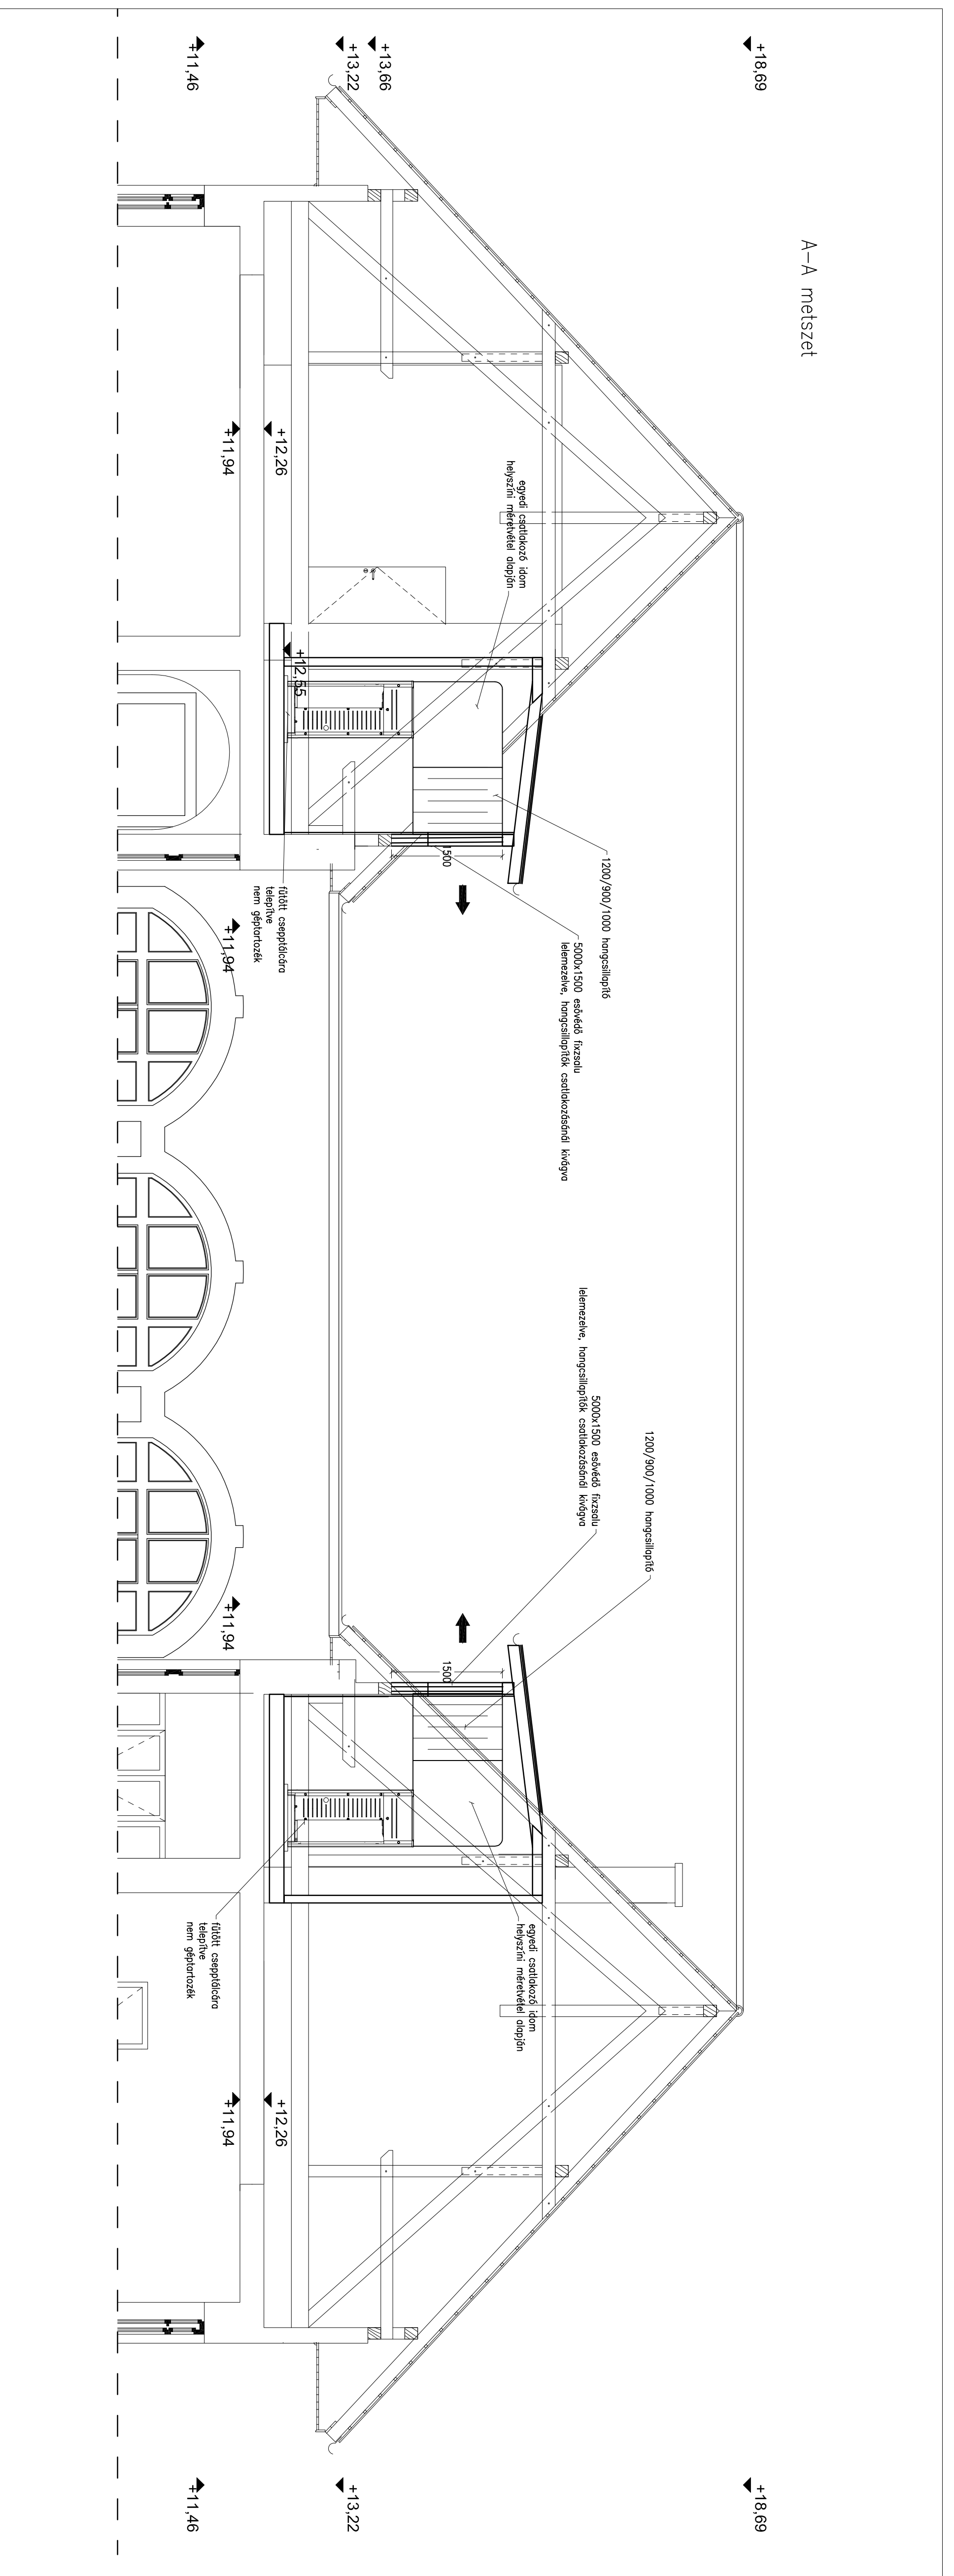 A-A metszet
+18,69
+13,66
+13,22
+11,46
+12,26
+11,94
egyedi csatlakozó idom
helyszíni méretvétel alapján
+12,55
1500
1200/900/1000 hangcsillapító
5000x1500 esővédő fixzsalu
lelemezelve, hangcsillapítók csatlakozásánál kivágva
fűtött csepptálcára
telepítve
nem géptartozék
+11,94
1200/900/1000 hangcsillapító
5000x1500 esővédő fixzsalu
lelemezelve, hangcsillapítók csatlakozásánál kivágva
+11,94
1500
egyedi csatlakozó idom
helyszíni méretvétel alapján
fűtött csepptálcára
telepítve
nem géptartozék
+12,26
+11,94
+18,69
+13,22
+11,46